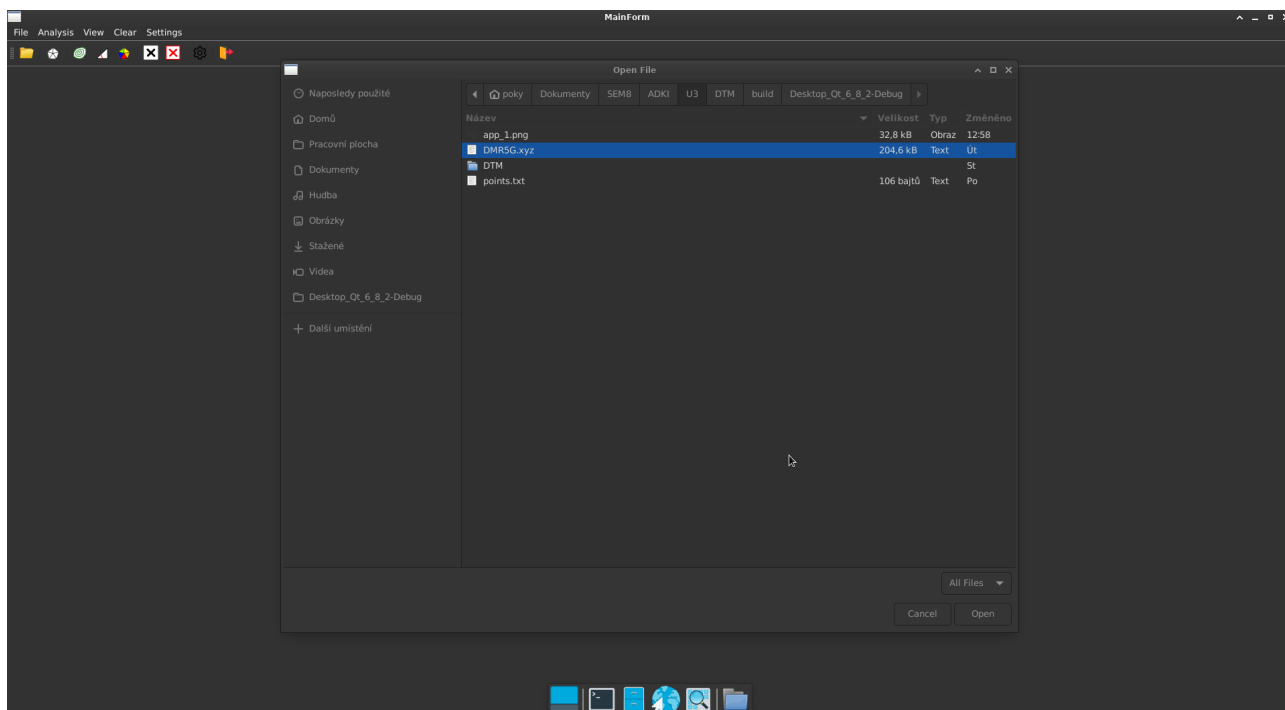 MainForm
File Analysis View Clear Settings
Open File
Naposledy použité
Domů
Pracovní plocha
Dokumenty
Hudba
Obrázky
Stažené
Videa
Desktop_Qt_6_8_2-Debug
Další umístění
poky Dokumenty SEM8 ADKI U3 DTM build Desktop_Qt_6_8_2-Debug
Název Velikost Typ Změněno
app_1.png 32,8 kB Obraz 12:58
DMR5G.xyz 204,6 kB Text Út
DTM St
points.txt 106 bajtů Text Po
All Files
Cancel Open